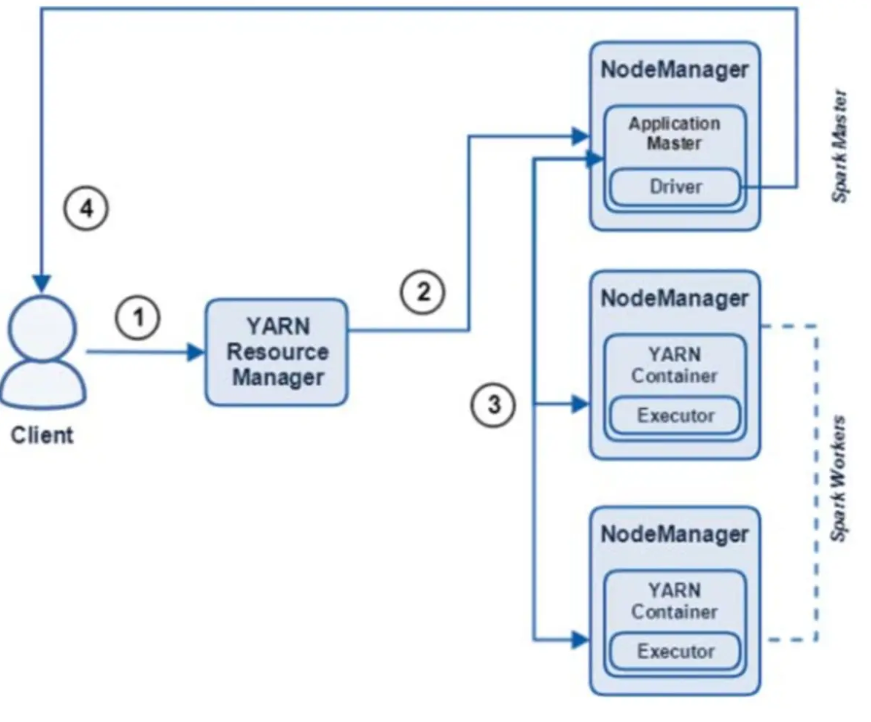 NodeManager
Application
Master
Driver
Spark Master
4
1
YARN
Resource
Manager
2
Client
3
NodeManager
YARN
Container
Executor
Spark Workers
NodeManager
YARN
Container
Executor